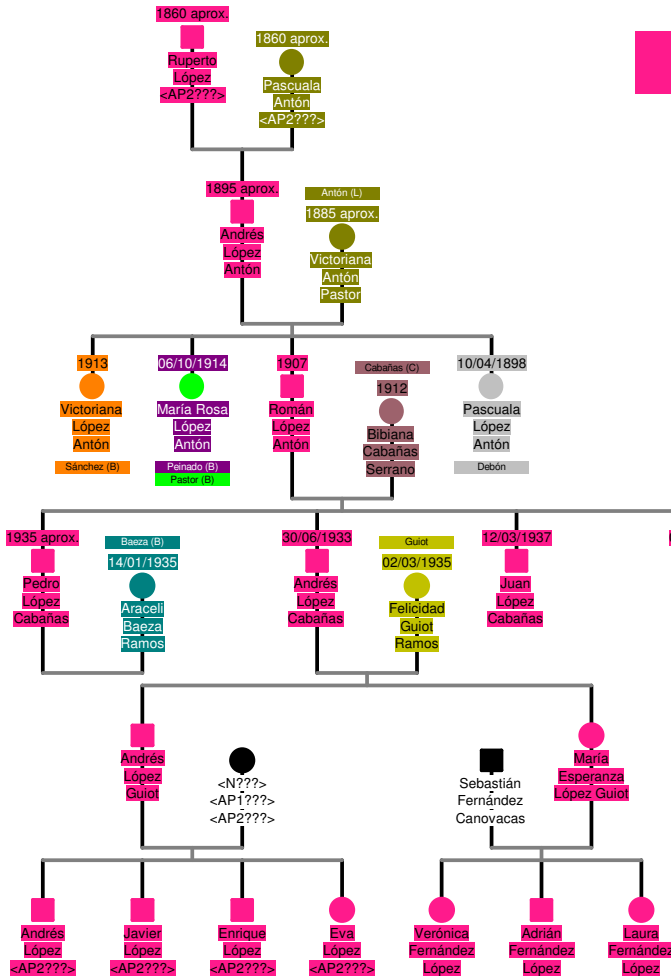 1860 aprox.
Ruperto
López
<AP2???>
1860 aprox.
Pascuala
Antón
<AP2???>
1895 aprox.
Andrés
López
Antón
Antón (L)
1885 aprox.
Victoriana
Antón
Pastor
1913
Victoriana
López
Antón
Sánchez (B)
06/10/1914
María Rosa
López
Antón
Peinado (B)
Pastor (B)
1907
Román
López
Antón
Cabañas (C)
1912
Bibiana
Cabañas
Serrano
10/04/1898
Pascuala
López
Antón
Debón
1935 aprox.
Pedro
López
Cabañas
Baeza (B)
14/01/1935
Araceli
Baeza
Ramos
30/06/1933
Andrés
López
Cabañas
Guiot
02/03/1935
Felicidad
Guiot
Ramos
12/03/1937
Juan
López
Cabañas
Andrés
López
Guiot
<N???>
<AP1???>
<AP2???>
Sebastián
Fernández
Canovacas
María
Esperanza
López Guiot
Andrés
López
<AP2???>
Javier
López
<AP2???>
Enrique
López
<AP2???>
Eva
López
<AP2???>
Verónica
Fernández
López
Adrián
Fernández
López
Laura
Fernández
López